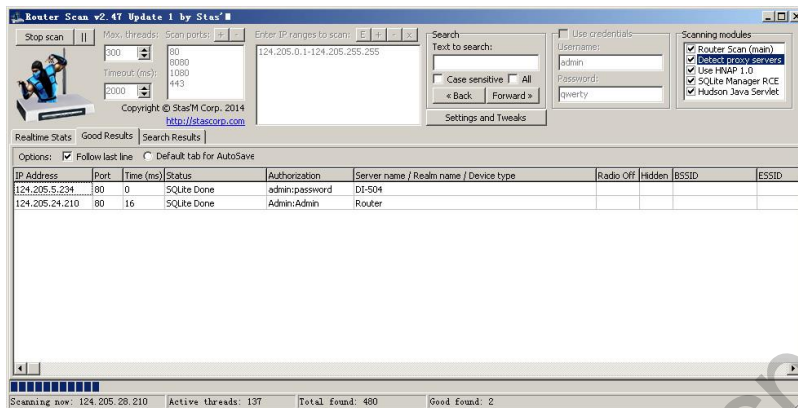 Router Scan v2.47 Update 1 by Stas'M
Stop scan || Max. threads: Scan ports: + - Enter IP ranges to scan: E + - x Search Use credentials Scanning modules
300
Timeout (ms):
2000
80
8080
1080
443
124.205.0.1-124.205.255.255
Text to search:
Case sensitive All
« Back Forward »
Settings and Tweaks
Username:
admin
Password:
qwerty
Router Scan (main)
Detect proxy servers
Use HNAP 1.0
SQLite Manager RCE
Hudson Java Servlet
Copyright © Stas'M Corp. 2014
http://stascorp.com
Realtime Stats Good Results Search Results
Options: Follow last line Default tab for AutoSave
IP Address Port Time (ms) Status Authorization Server name / Realm name / Device type Radio Off Hidden BSSID ESSID
124.205.5.234 80 0 SQLite Done admin:password DI-504
124.205.24.210 80 16 SQLite Done Admin:Admin Router
Scanning now: 124.205.28.210 Active threads: 137 Total found: 480 Good found: 2